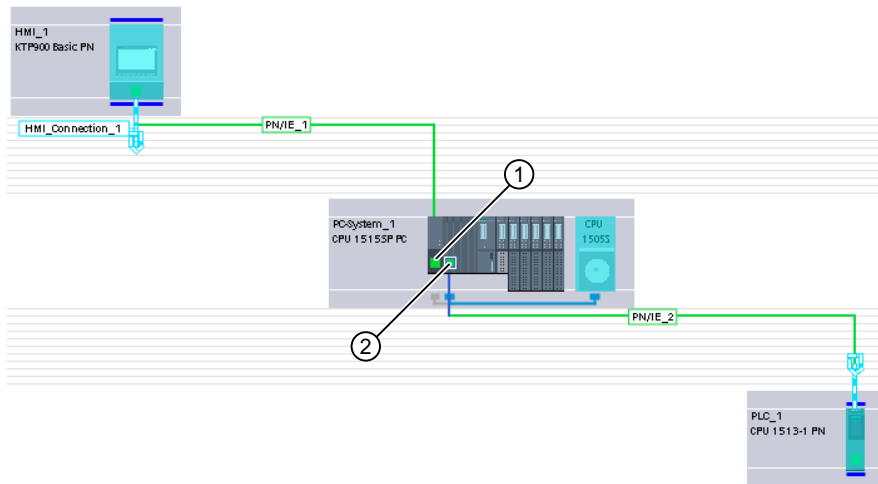 HMI_1
KTP900 Basic PN
HMI_Connection_1
PN/IE_1
1
PC-System_1
CPU 1515SP PC
CPU
1505S
PN/IE_2
2
PLC_1
CPU 1513-1 PN